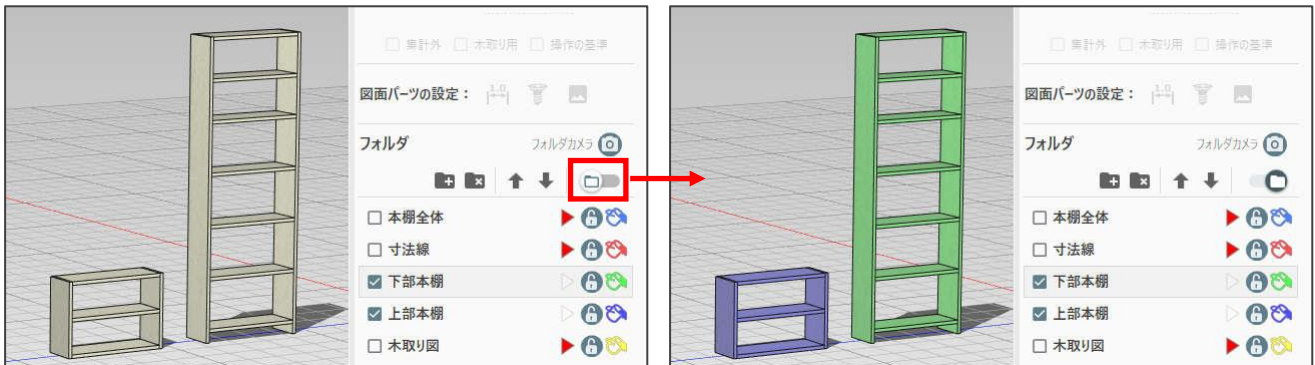 集計外 木取り用 操作の基準
図面パーツの設定： 1.0
フォルダ フォルダカメラ
本棚全体
寸法線
下部本棚
上部本棚
木取り図
集計外 木取り用 操作の基準
図面パーツの設定： 1.0
フォルダ フォルダカメラ
本棚全体
寸法線
下部本棚
上部本棚
木取り図